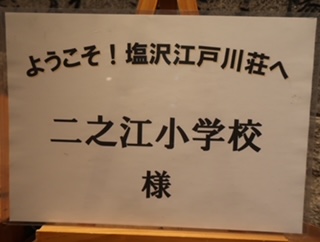 ようこそ！塩沢江戸川荘へ
二之江小学校
様